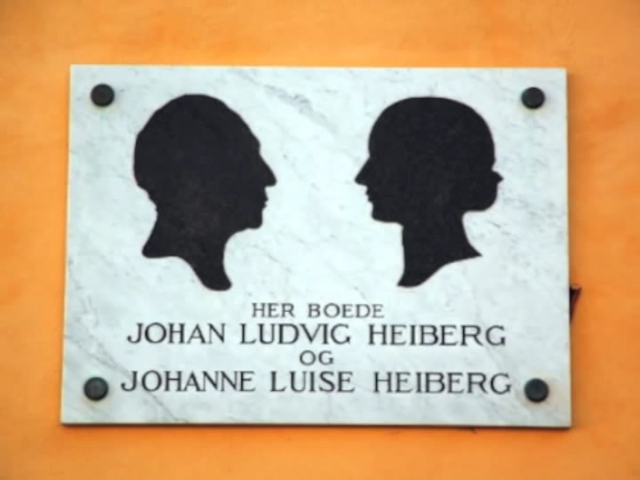 HER BOEDE
JOHAN LUDVIG HEIBERG
OG
JOHANNE LUISE HEIBERG